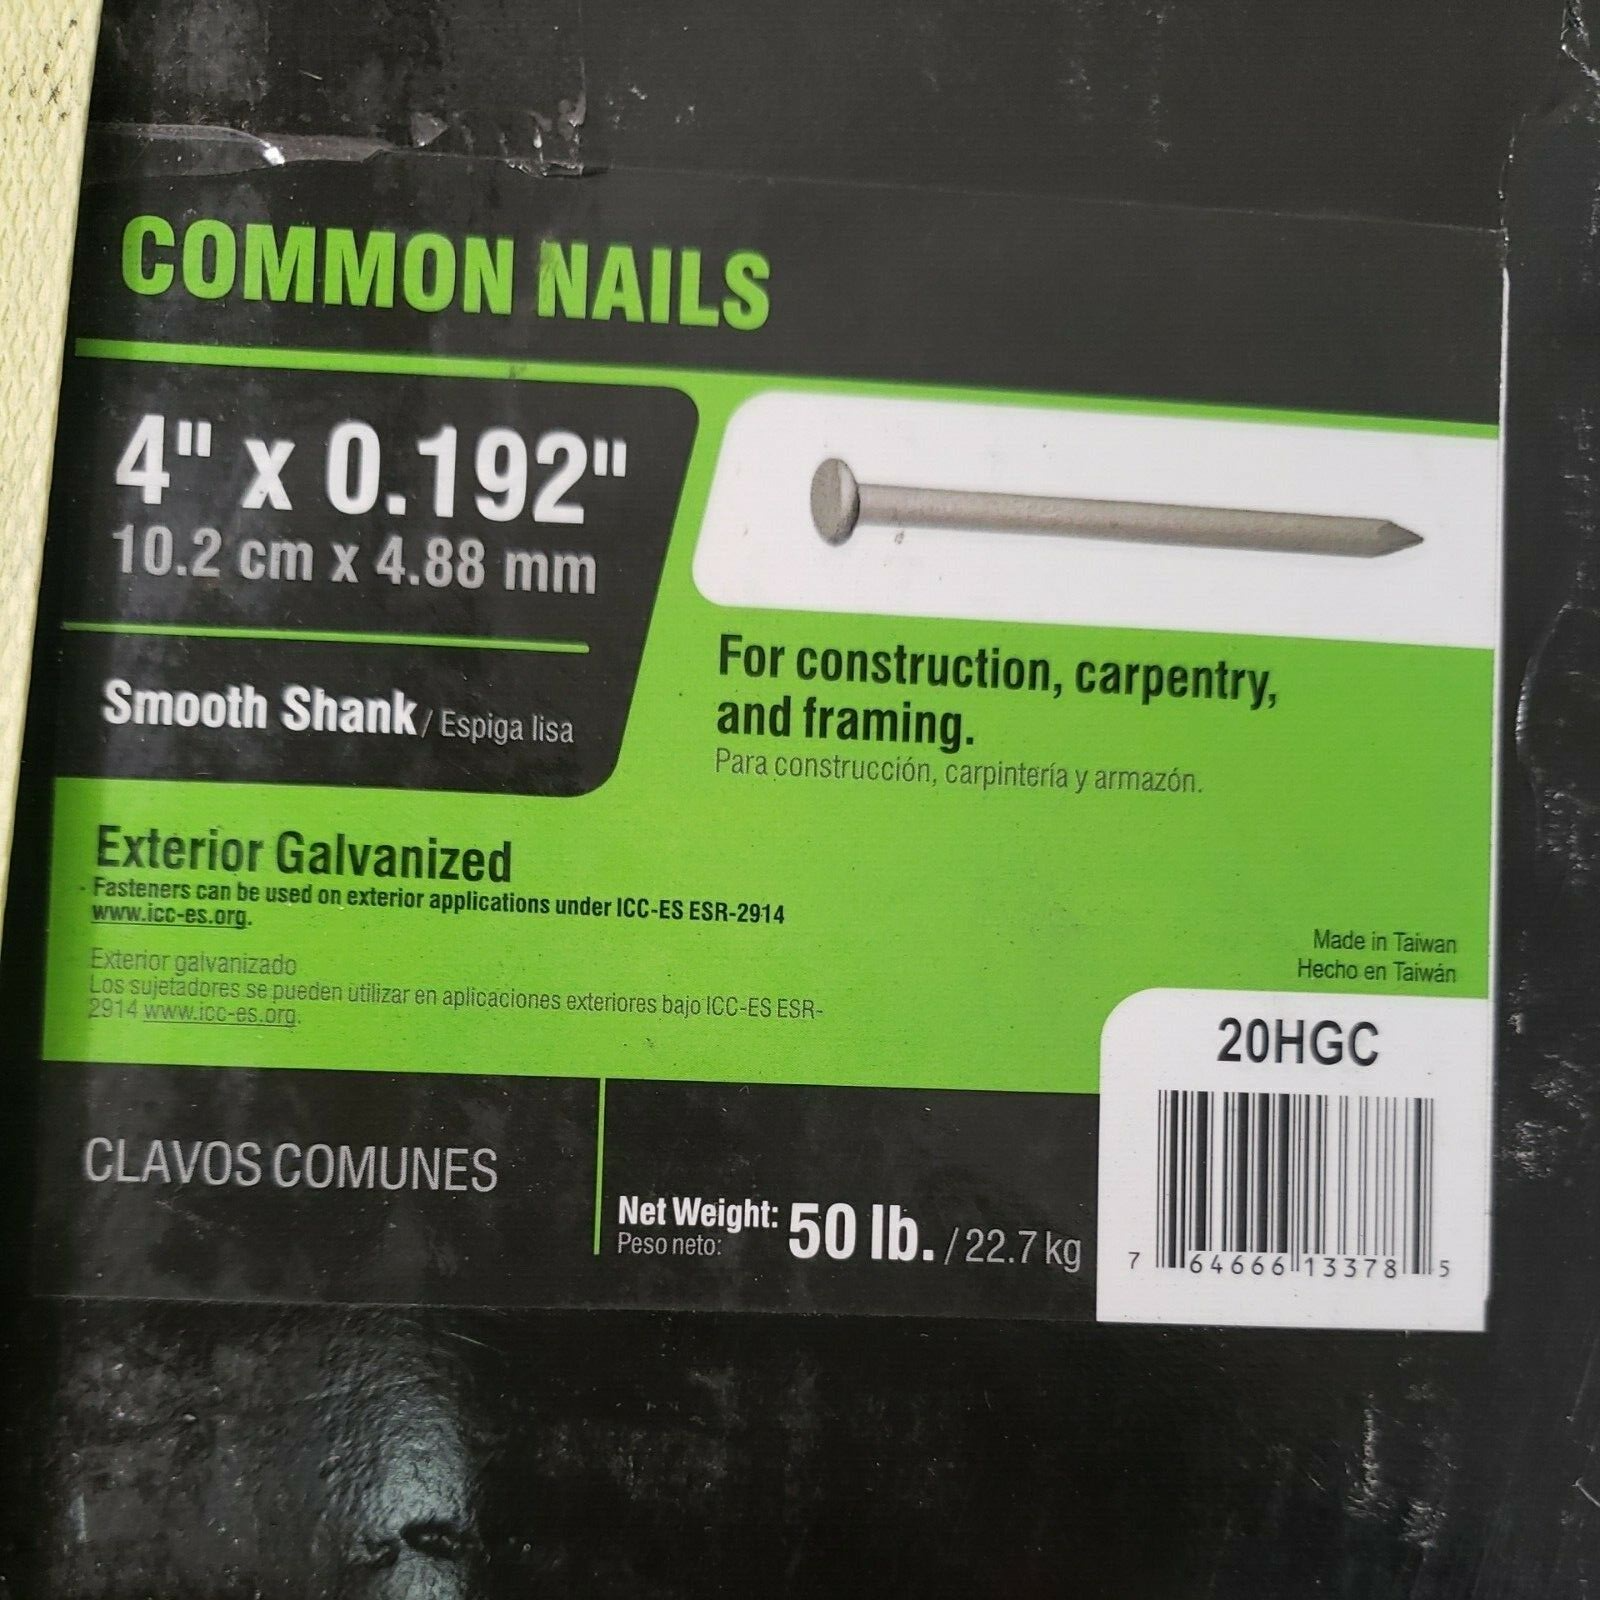 COMMON NAILS
4" x 0.192"
10.2 cm x 4.88 mm
Smooth Shank / Espiga lisa
For construction, carpentry,
and framing.
Para construcción, carpintería y armazón.
Exterior Galvanized
- Fasteners can be used on exterior applications under ICC-ES ESR-2914
www.icc-es.org.
Exterior galvanizado
Los sujetadores se pueden utilizar en aplicaciones exteriores bajo ICC-ES ESR-
2914 www.icc-es.org.
Made in Taiwan
Hecho en Taiwán
20HGC
7 64666 13378 5
CLAVOS COMUNES
Net Weight: 50 lb. / 22.7 kg
Peso neto: